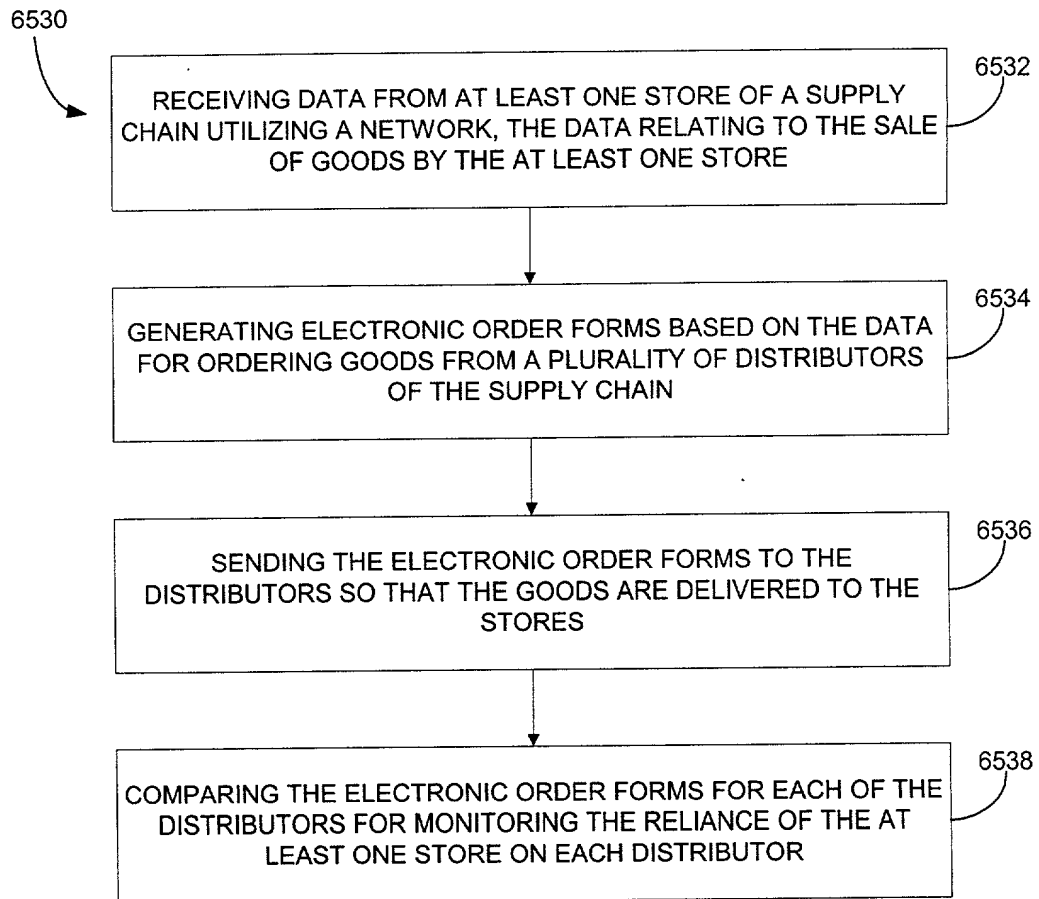 6530
6532
RECEIVING DATA FROM AT LEAST ONE STORE OF A SUPPLY
CHAIN UTILIZING A NETWORK, THE DATA RELATING TO THE SALE
OF GOODS BY THE AT LEAST ONE STORE
6534
GENERATING ELECTRONIC ORDER FORMS BASED ON THE DATA
FOR ORDERING GOODS FROM A PLURALITY OF DISTRIBUTORS
OF THE SUPPLY CHAIN
6536
SENDING THE ELECTRONIC ORDER FORMS TO THE
DISTRIBUTORS SO THAT THE GOODS ARE DELIVERED TO THE
STORES
6538
COMPARING THE ELECTRONIC ORDER FORMS FOR EACH OF THE
DISTRIBUTORS FOR MONITORING THE RELIANCE OF THE AT
LEAST ONE STORE ON EACH DISTRIBUTOR